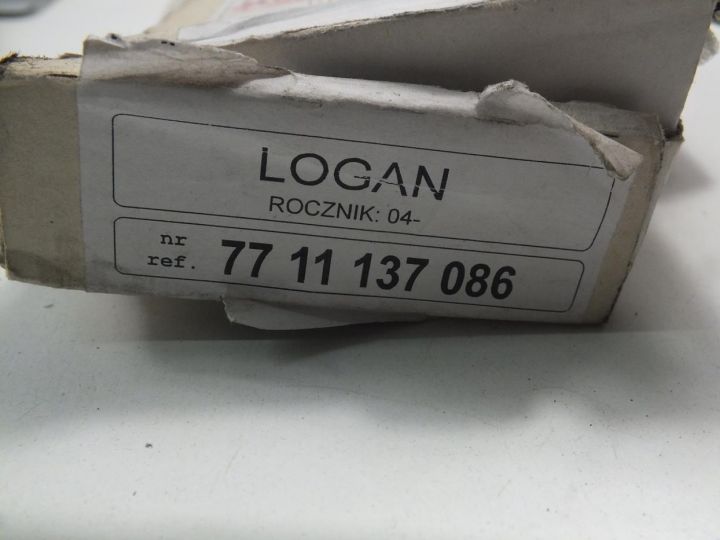 LOGAN
ROCZNIK: 04-
nr
ref. 77 11 137 086